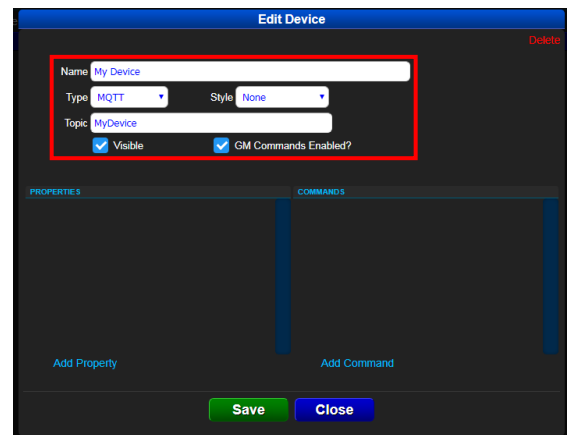 Edit Device
Delete
Name My Device
Type MQTT Style None
Topic MyDevice
Visible GM Commands Enabled?
PROPERTIES COMMANDS
Add Property Add Command
Save Close